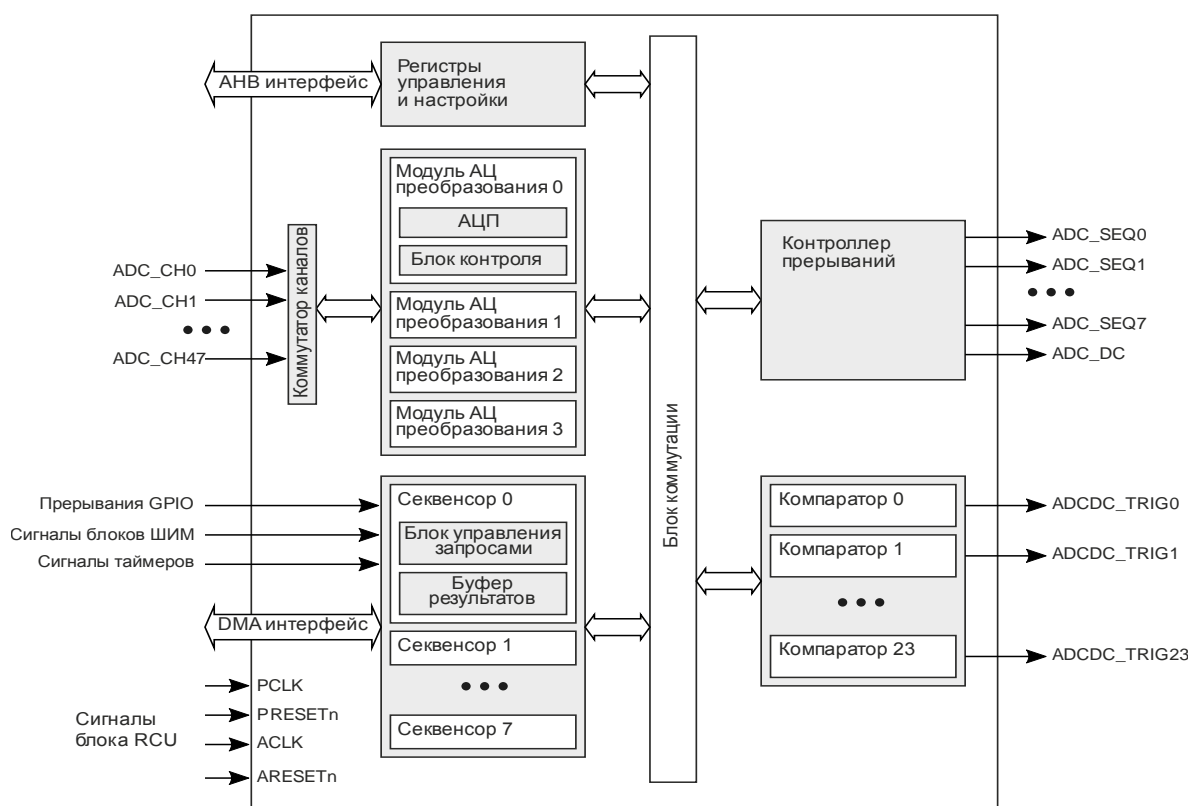 AHB интерфейс
Регистры
управления
и настройки
Модуль АЦ
преобразования 0
АЦП
Блок контроля
Модуль АЦ
преобразования 1
Модуль АЦ
преобразования 2
Модуль АЦ
преобразования 3
ADC_CH0
ADC_CH1
ADC_CH47
Коммутатор каналов
Блок коммутации
Контроллер
прерываний
ADC_SEQ0
ADC_SEQ1
ADC_SEQ7
ADC_DC
Прерывания GPIO
Сигналы блоков ШИМ
Сигналы таймеров
DMA интерфейс
Секвенсор 0
Блок управления
запросами
Буфер
результатов
Секвенсор 1
Секвенсор 7
Компаратор 0
Компаратор 1
Компаратор 23
ADCDC_TRIG0
ADCDC_TRIG1
ADCDC_TRIG23
Сигналы
блока RCU
PCLK
PRESETn
ACLK
ARESETn